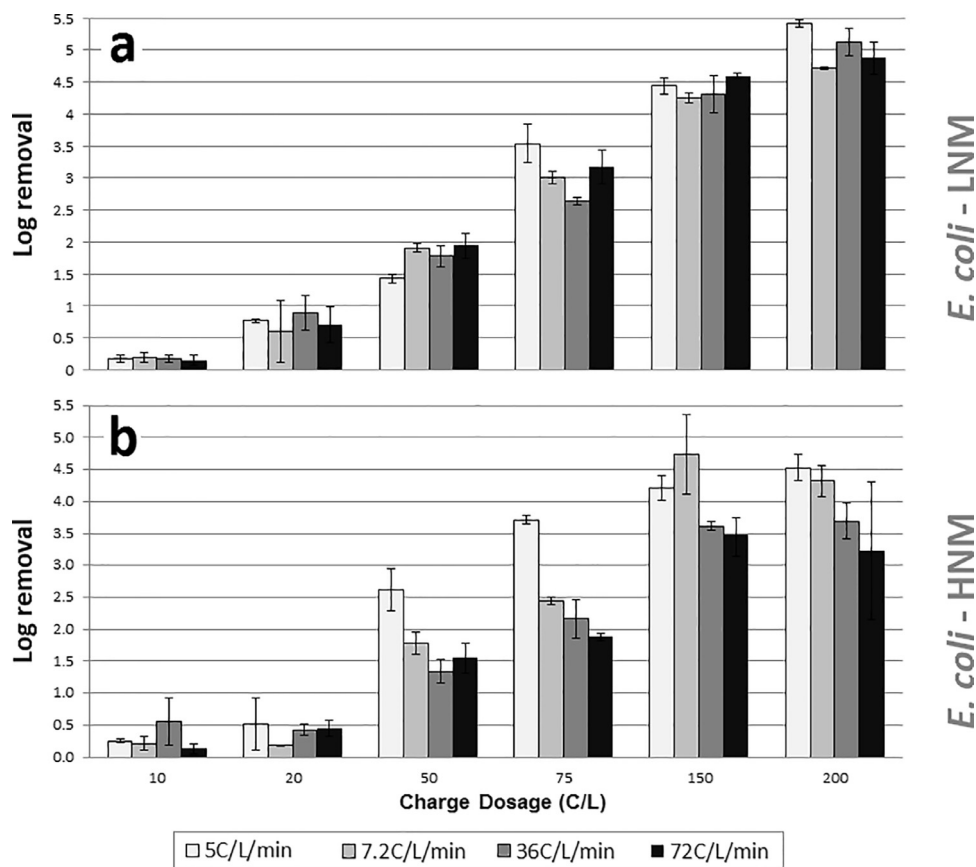 a
5.5
5
4.5
4
3.5
3
2.5
2
1.5
1
0.5
0
Log removal
E. coli - LNM
b
5.5
5.0
4.5
4.0
3.5
3.0
2.5
2.0
1.5
1.0
0.5
0.0
Log removal
E. coli - HNM
10 20 50 75 150 200
Charge Dosage (C/L)
5C/L/min 7.2C/L/min 36C/L/min 72C/L/min